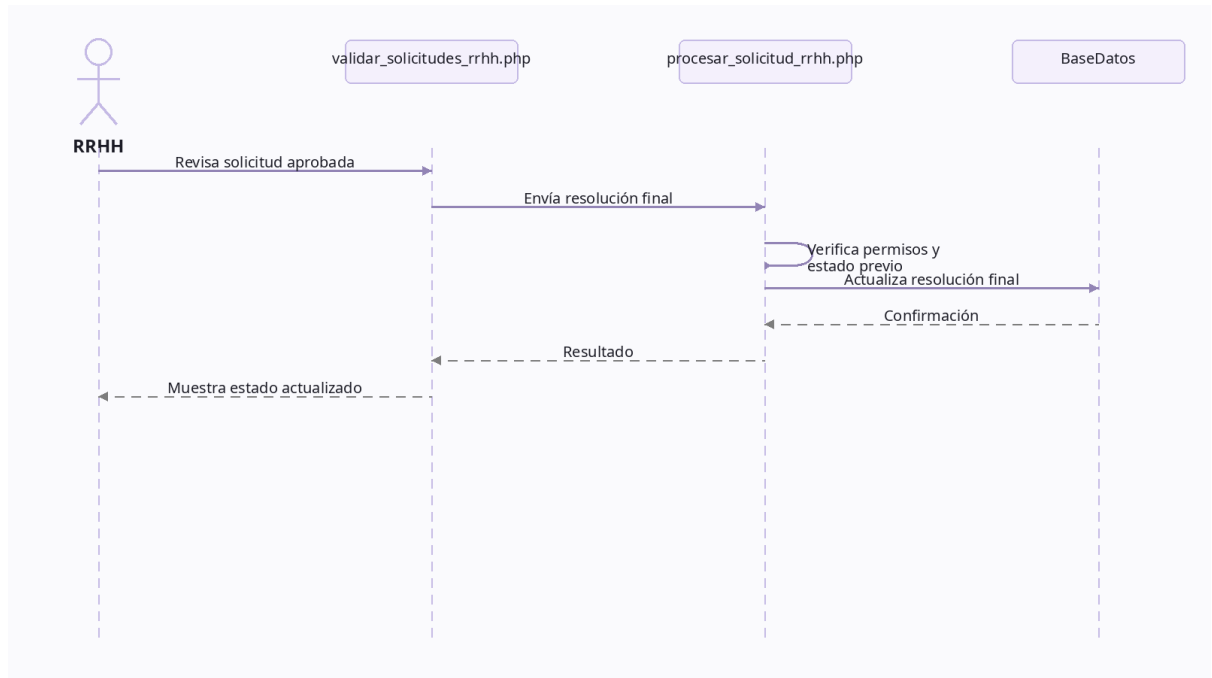 validar_solicitudes_rrhh.php
procesar_solicitud_rrhh.php
BaseDatos
RRHH
Revisa solicitud aprobada
Envía resolución final
Verifica permisos y
estado previo
Actualiza resolución final
Confirmación
Resultado
Muestra estado actualizado